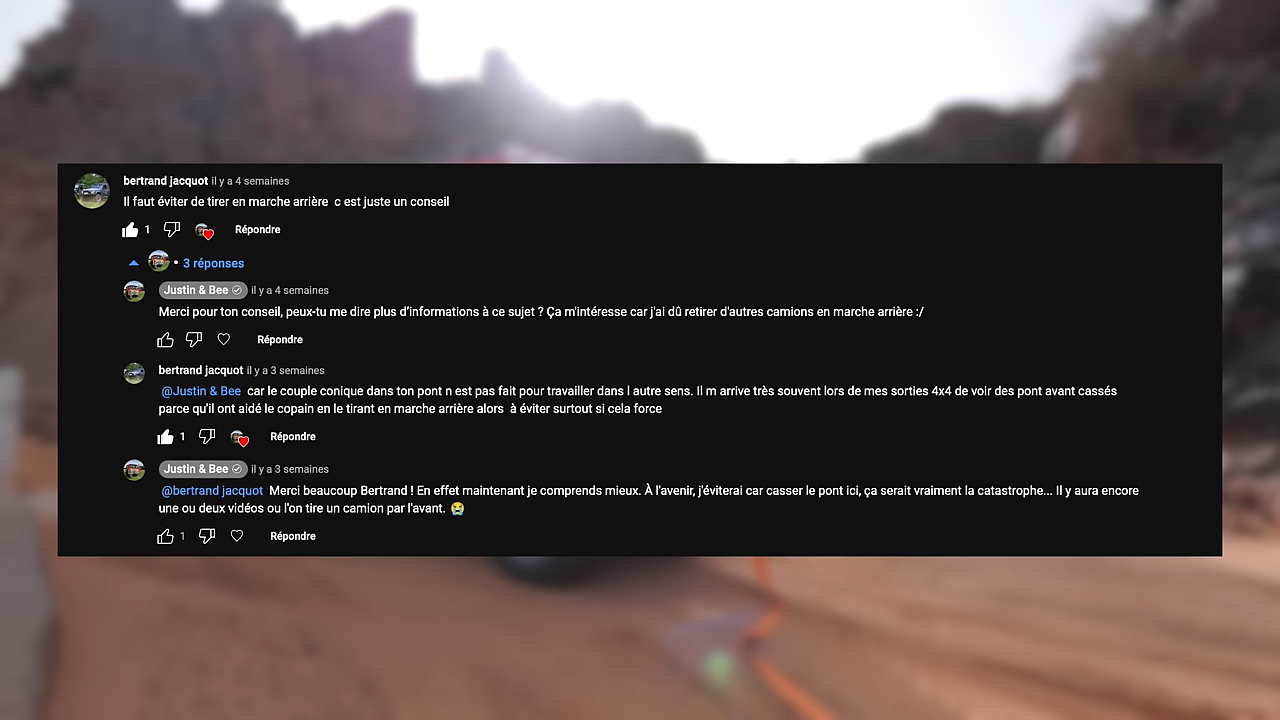 bertrand jacquot il y a 4 semaines
Il faut éviter de tirer en marche arrière  c est juste un conseil
1 Répondre
• 3 réponses
Justin & Bee il y a 4 semaines
Merci pour ton conseil, peux-tu me dire plus d'informations à ce sujet ? Ça m'intéresse car j'ai dû retirer d'autres camions en marche arrière :/
Répondre
bertrand jacquot il y a 3 semaines
@Justin & Bee  car le couple conique dans ton pont n est pas fait pour travailler dans l autre sens. Il m arrive très souvent lors de mes sorties 4x4 de voir des pont avant cassés
parce qu'il ont aidé le copain en le tirant en marche arrière alors  à éviter surtout si cela force
1 Répondre
Justin & Bee il y a 3 semaines
@bertrand jacquot  Merci beaucoup Bertrand ! En effet maintenant je comprends mieux. À l'avenir, j'éviterai car casser le pont ici, ça serait vraiment la catastrophe... Il y aura encore
une ou deux vidéos ou l'on tire un camion par l'avant. 😭
1 Répondre